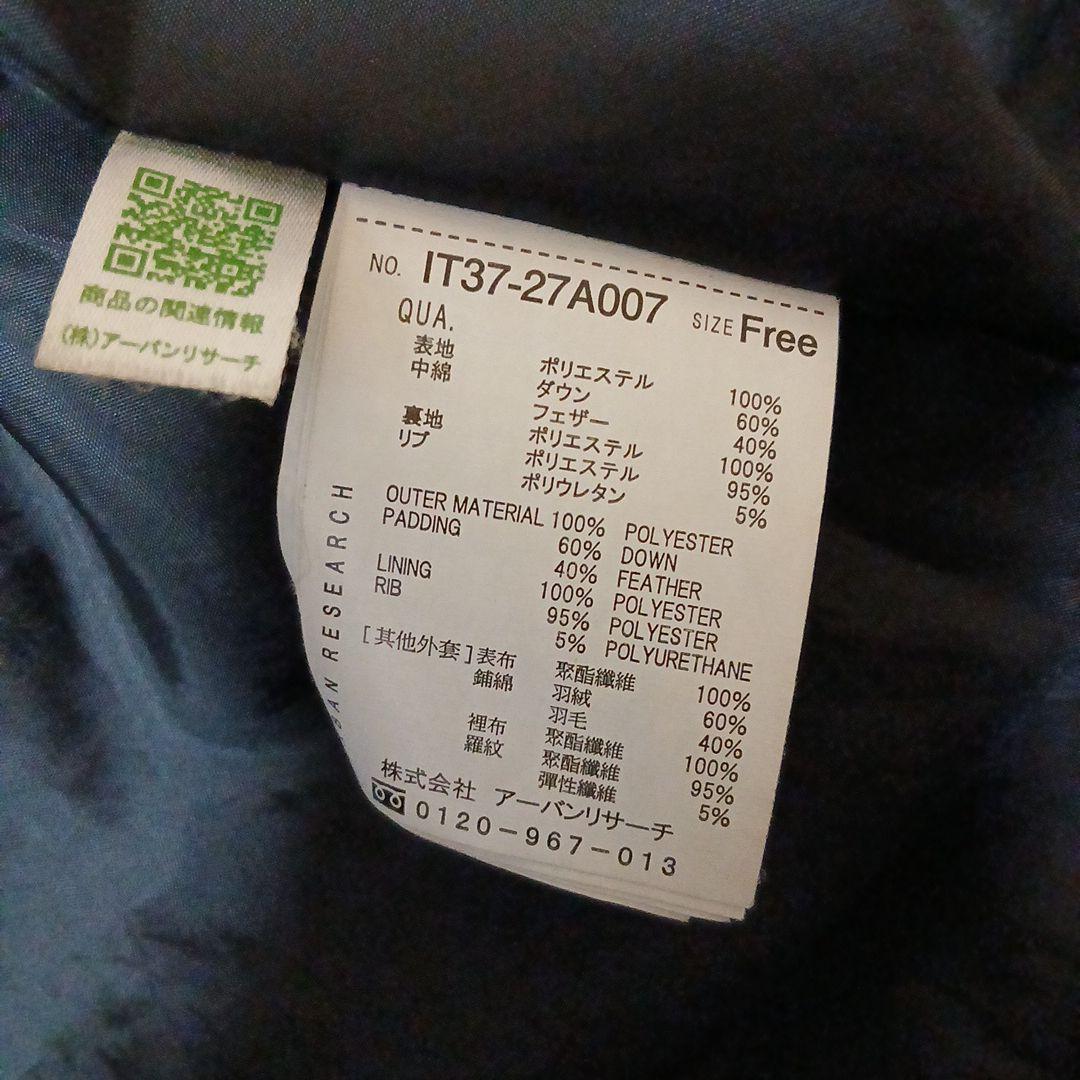 商品の関連情報
(株)アーバンリサーチ
NO. IT37-27A007 SIZE Free
QUA.
表地 ポリエステル 100%
中綿 ダウン 60%
フェザー 40%
裏地 ポリエステル 100%
リブ ポリエステル 95%
ポリウレタン 5%
OUTER MATERIAL 100% POLYESTER
PADDING 60% DOWN
40% FEATHER
LINING 100% POLYESTER
RIB 95% POLYESTER
5% POLYURETHANE
[其他外套]表布 聚酯纖維 100%
鋪綿 羽絨 60%
羽毛 40%
裡布 聚酯纖維 100%
羅紋 聚酯纖維 95%
彈性纖維 5%
株式会社 アーバンリサーチ
0120-967-013
RESEARCH